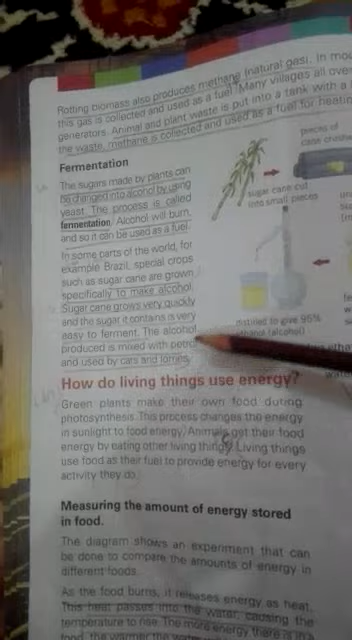 Rotting biomass also produces methane (natural gas). In mo
this gas is collected and used as a fuel. Many villages all over
generators. Animal and plant waste is put into a tank with a
the waste, methane is collected and used as a fuel for heatin
Fermentation
The sugars made by plants can
be changed into acohol by using
yeast. The process is called
fermentation. Alcohol will burn,
and so it can be used as a fuel.
In some parts of the world, for
example Brazil, special crops
such as sugar cane are grown
specifically to make alcohol.
Sugar cane grows very quickly
and the sugar it contains is very
easy to ferment. The alcohol
produced is mixed with petrol
and used by cars and lorries.
pieces of
cane crushe
sugar cane cut
into small pieces
distilled to give 95%
ethanol (alcohol)
How do living things use energy?
Green plants make their own food during
photosynthesis. This process changes the energy
in sunlight to food energy. Animals get their food
energy by eating other living things. Living things
use food as their fuel to provide energy for every
activity they do.
Measuring the amount of energy stored
in food.
The diagram shows an experiment that can
be done to compare the amounts of energy in
different foods.
As the food burns, it releases energy as heat.
This heat passes into the water, causing the
temperature to rise. The more energy there is in a
food, the warmer the